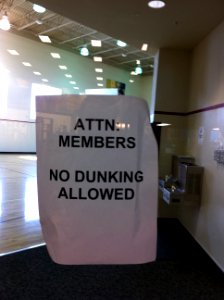 ATTN:
MEMBERS
NO DUNKING
ALLOWED